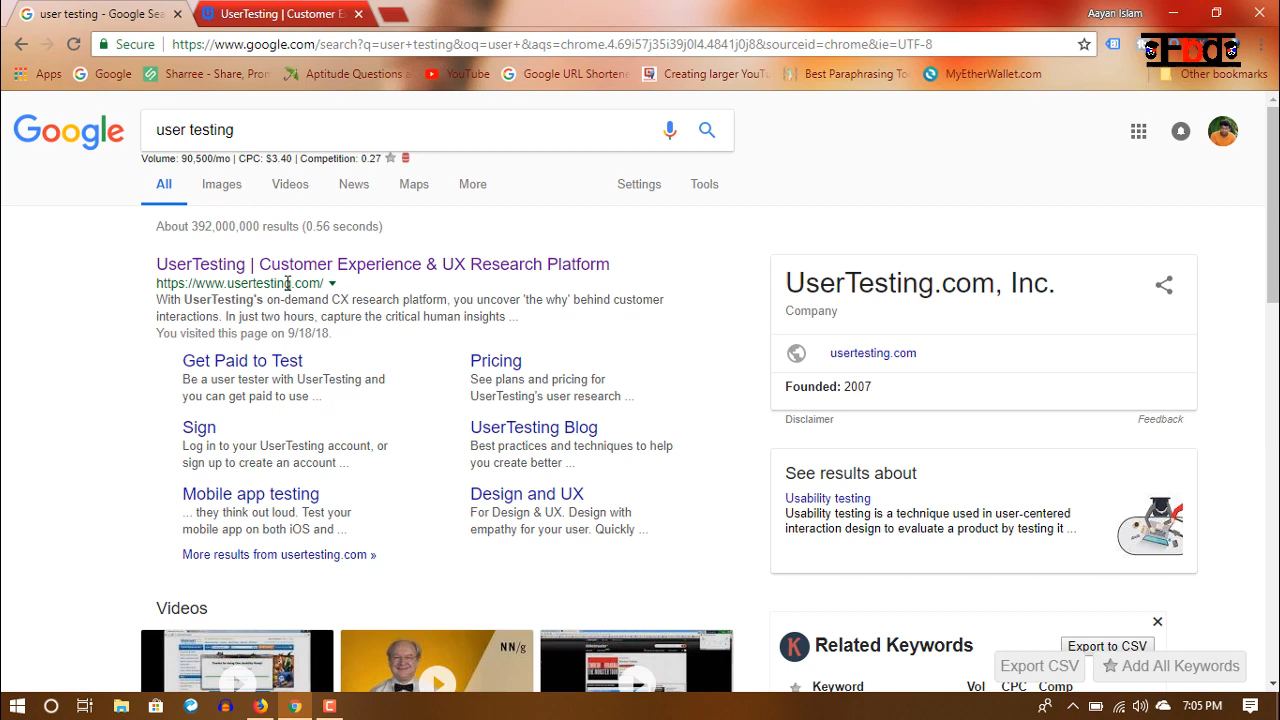 user testing - Google Sea
UserTesting | Customer E
Aayan Islam
Secure
https://www.google.com/search?q=user+testing&oq=user+&aqs=chrome.4.69i57j35i39j0l4.4841j0j8&sourceid=chrome&ie=UTF-8
Apps
Google
Sharree - Share, Pron
Aptitude Questions a
YouTube
Google URL Shortene
Creating Your YouT
Best Paraphrasing To
MyEtherWallet.com
Other bookmarks
Google
user testing
Volume: 90,500/mo | CPC: $3.40 | Competition: 0.27
All
Images
Videos
News
Maps
More
Settings
Tools
About 392,000,000 results (0.56 seconds)
UserTesting | Customer Experience & UX Research Platform
https://www.usertesting.com/
With UserTesting's on-demand CX research platform, you uncover 'the why' behind customer
interactions. In just two hours, capture the critical human insights ...
You visited this page on 9/18/18.
Get Paid to Test
Be a user tester with UserTesting and
you can get paid to use ...
Pricing
See plans and pricing for
UserTesting's user research ...
Sign
Log in to your UserTesting account, or
sign up to create an account ...
UserTesting Blog
Best practices and techniques to help
you create better ...
Mobile app testing
... they think out loud. Test your
mobile app on both iOS and ...
Design and UX
For Design & UX. Design with
empathy for your user. Quickly ...
More results from usertesting.com »
Videos
NN/g
UserTesting.com, Inc.
Company
usertesting.com
Founded: 2007
Disclaimer
Feedback
See results about
Usability testing
Usability testing is a technique used in user-centered
interaction design to evaluate a product by testing it ...
K
Related Keywords
Export to CSV
Export CSV
Add All Keywords
Keyword
Vol
CPC
Comp
7:05 PM